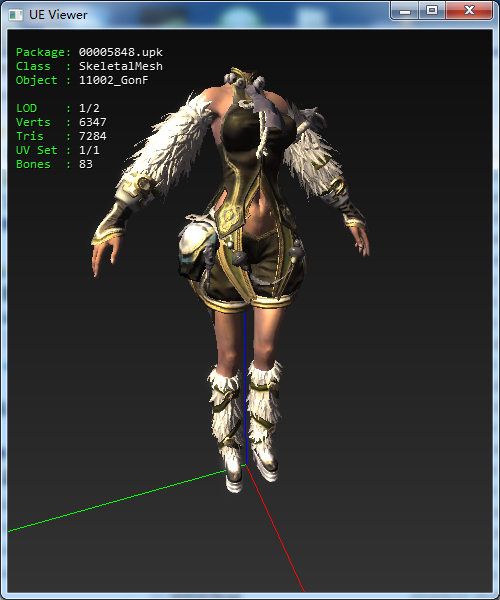 UE Viewer
Package: 00005848.upk
Class : SkeletalMesh
Object : 11002_GonF
LOD : 1/2
Verts : 6347
Tris : 7284
UV Set : 1/1
Bones : 83